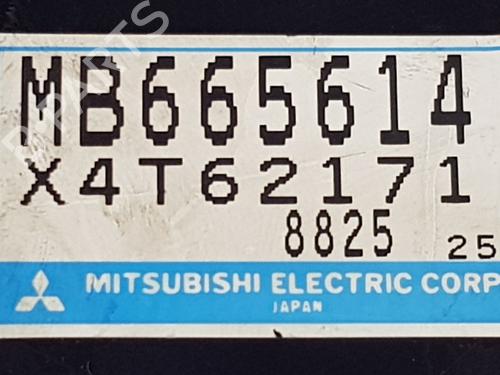 MB665614
X4T62171
8825 25
MITSUBISHI ELECTRIC CORP
JAPAN